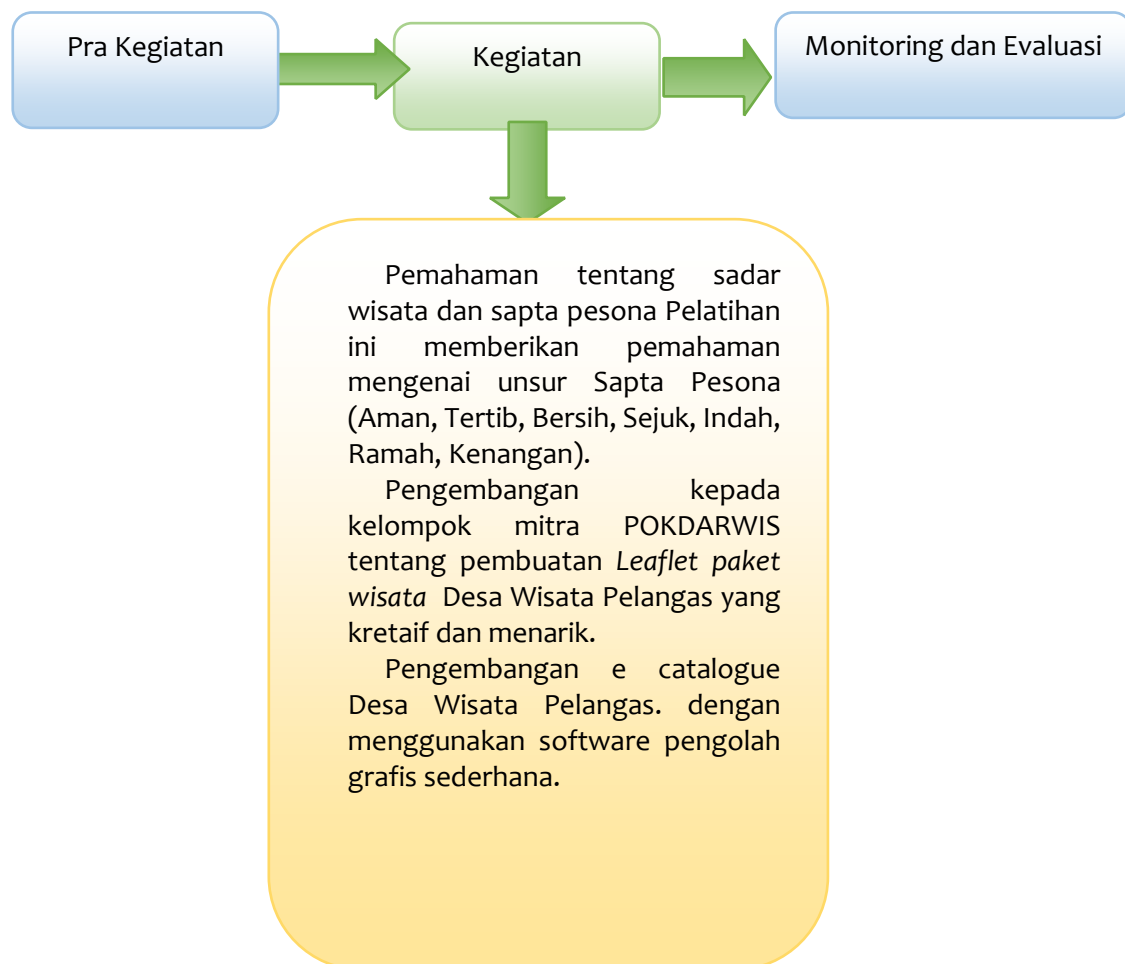 Pra Kegiatan
Kegiatan
Monitoring dan Evaluasi
Pemahaman tentang sadar
wisata dan sapta pesona Pelatihan
ini memberikan pemahaman
mengenai unsur Sapta Pesona
(Aman, Tertib, Bersih, Sejuk, Indah,
Ramah, Kenangan).
Pengembangan kepada
kelompok mitra POKDARWIS
tentang pembuatan Leaflet paket
wisata Desa Wisata Pelangas yang
kretaif dan menarik.
Pengembangan e catalogue
Desa Wisata Pelangas. dengan
menggunakan software pengolah
grafis sederhana.